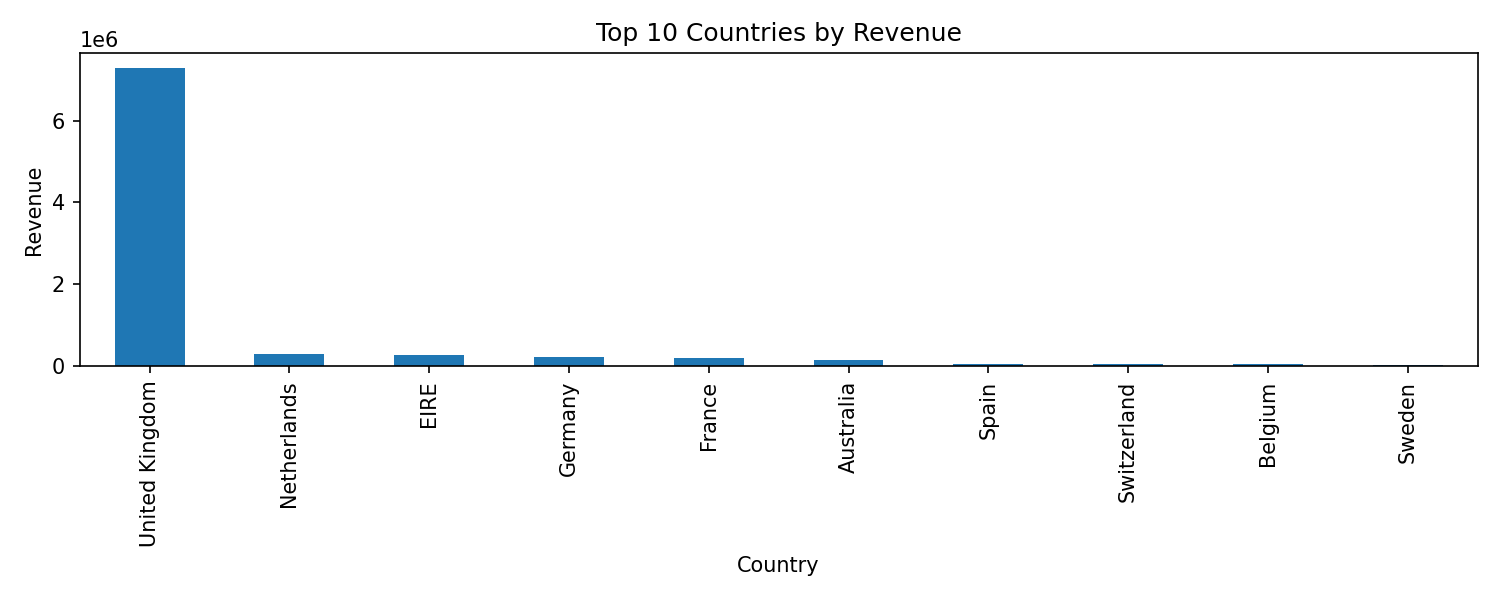 Top 10 Countries by Revenue
1e6
6
4
2
0
Revenue
United Kingdom
Netherlands
EIRE
Germany
France
Australia
Spain
Switzerland
Belgium
Sweden
Country